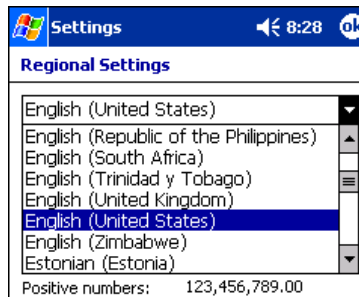 Settings 8:28 ok
Regional Settings
English (United States)
English (Republic of the Philippines)
English (South Africa)
English (Trinidad y Tobago)
English (United Kingdom)
English (United States)
English (Zimbabwe)
Estonian (Estonia)
Positive numbers: 123,456,789.00